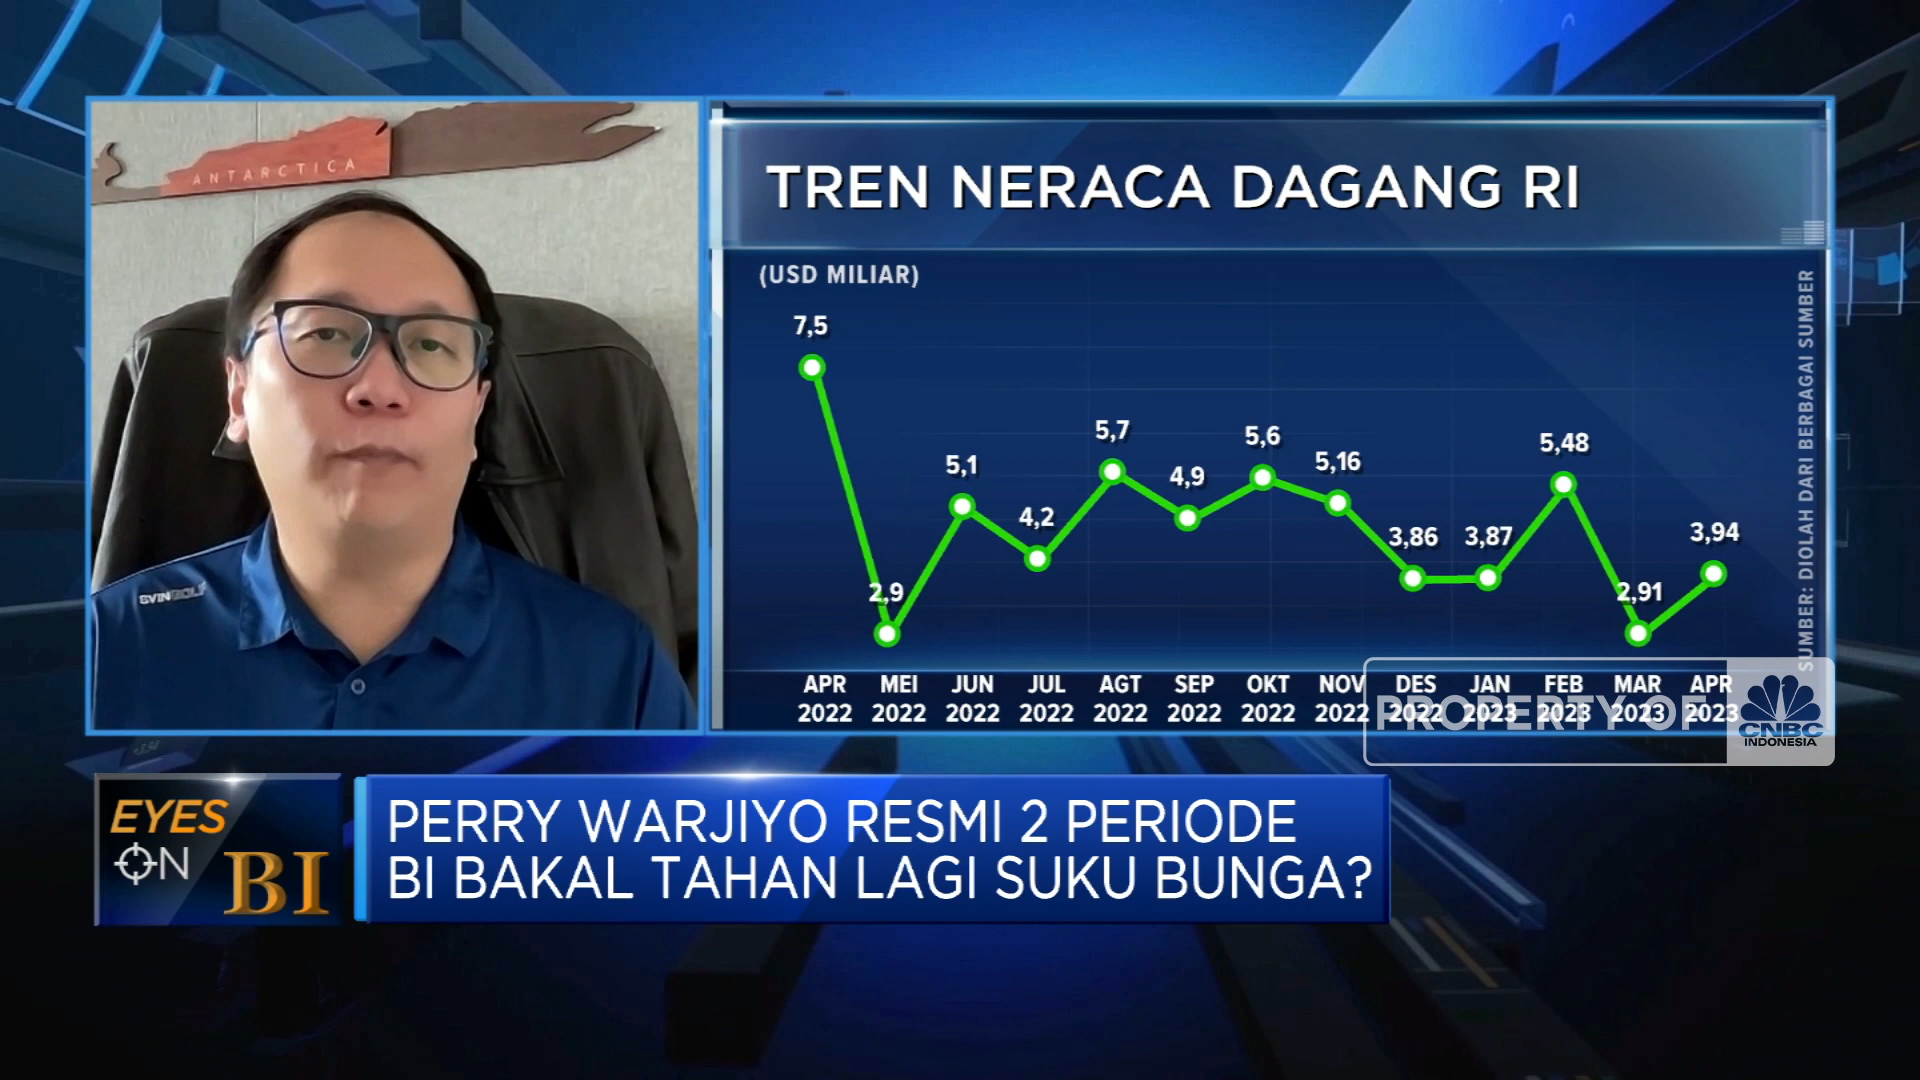 ANTARCTICA
TREN NERACA DAGANG RI
(USD MILIAR)
7,5
2,9
5,1
4,2
5,7
4,9
5,6
5,16
3,86
3,87
5,48
2,91
3,94
APR MEI JUN JUL AGT SEP OKT NOV DES JAN FEB MAR APR
2022 2022 2022 2022 2022 2022 2022 2022 2022 2023 2023 2023 2023
SUMBER: DIOLAH DARI BERBAGAI SUMBER
PROPERTY OF
CNBC
INDONESIA
EYES
ON
BI
PERRY WARJIYO RESMI 2 PERIODE
BI BAKAL TAHAN LAGI SUKU BUNGA?